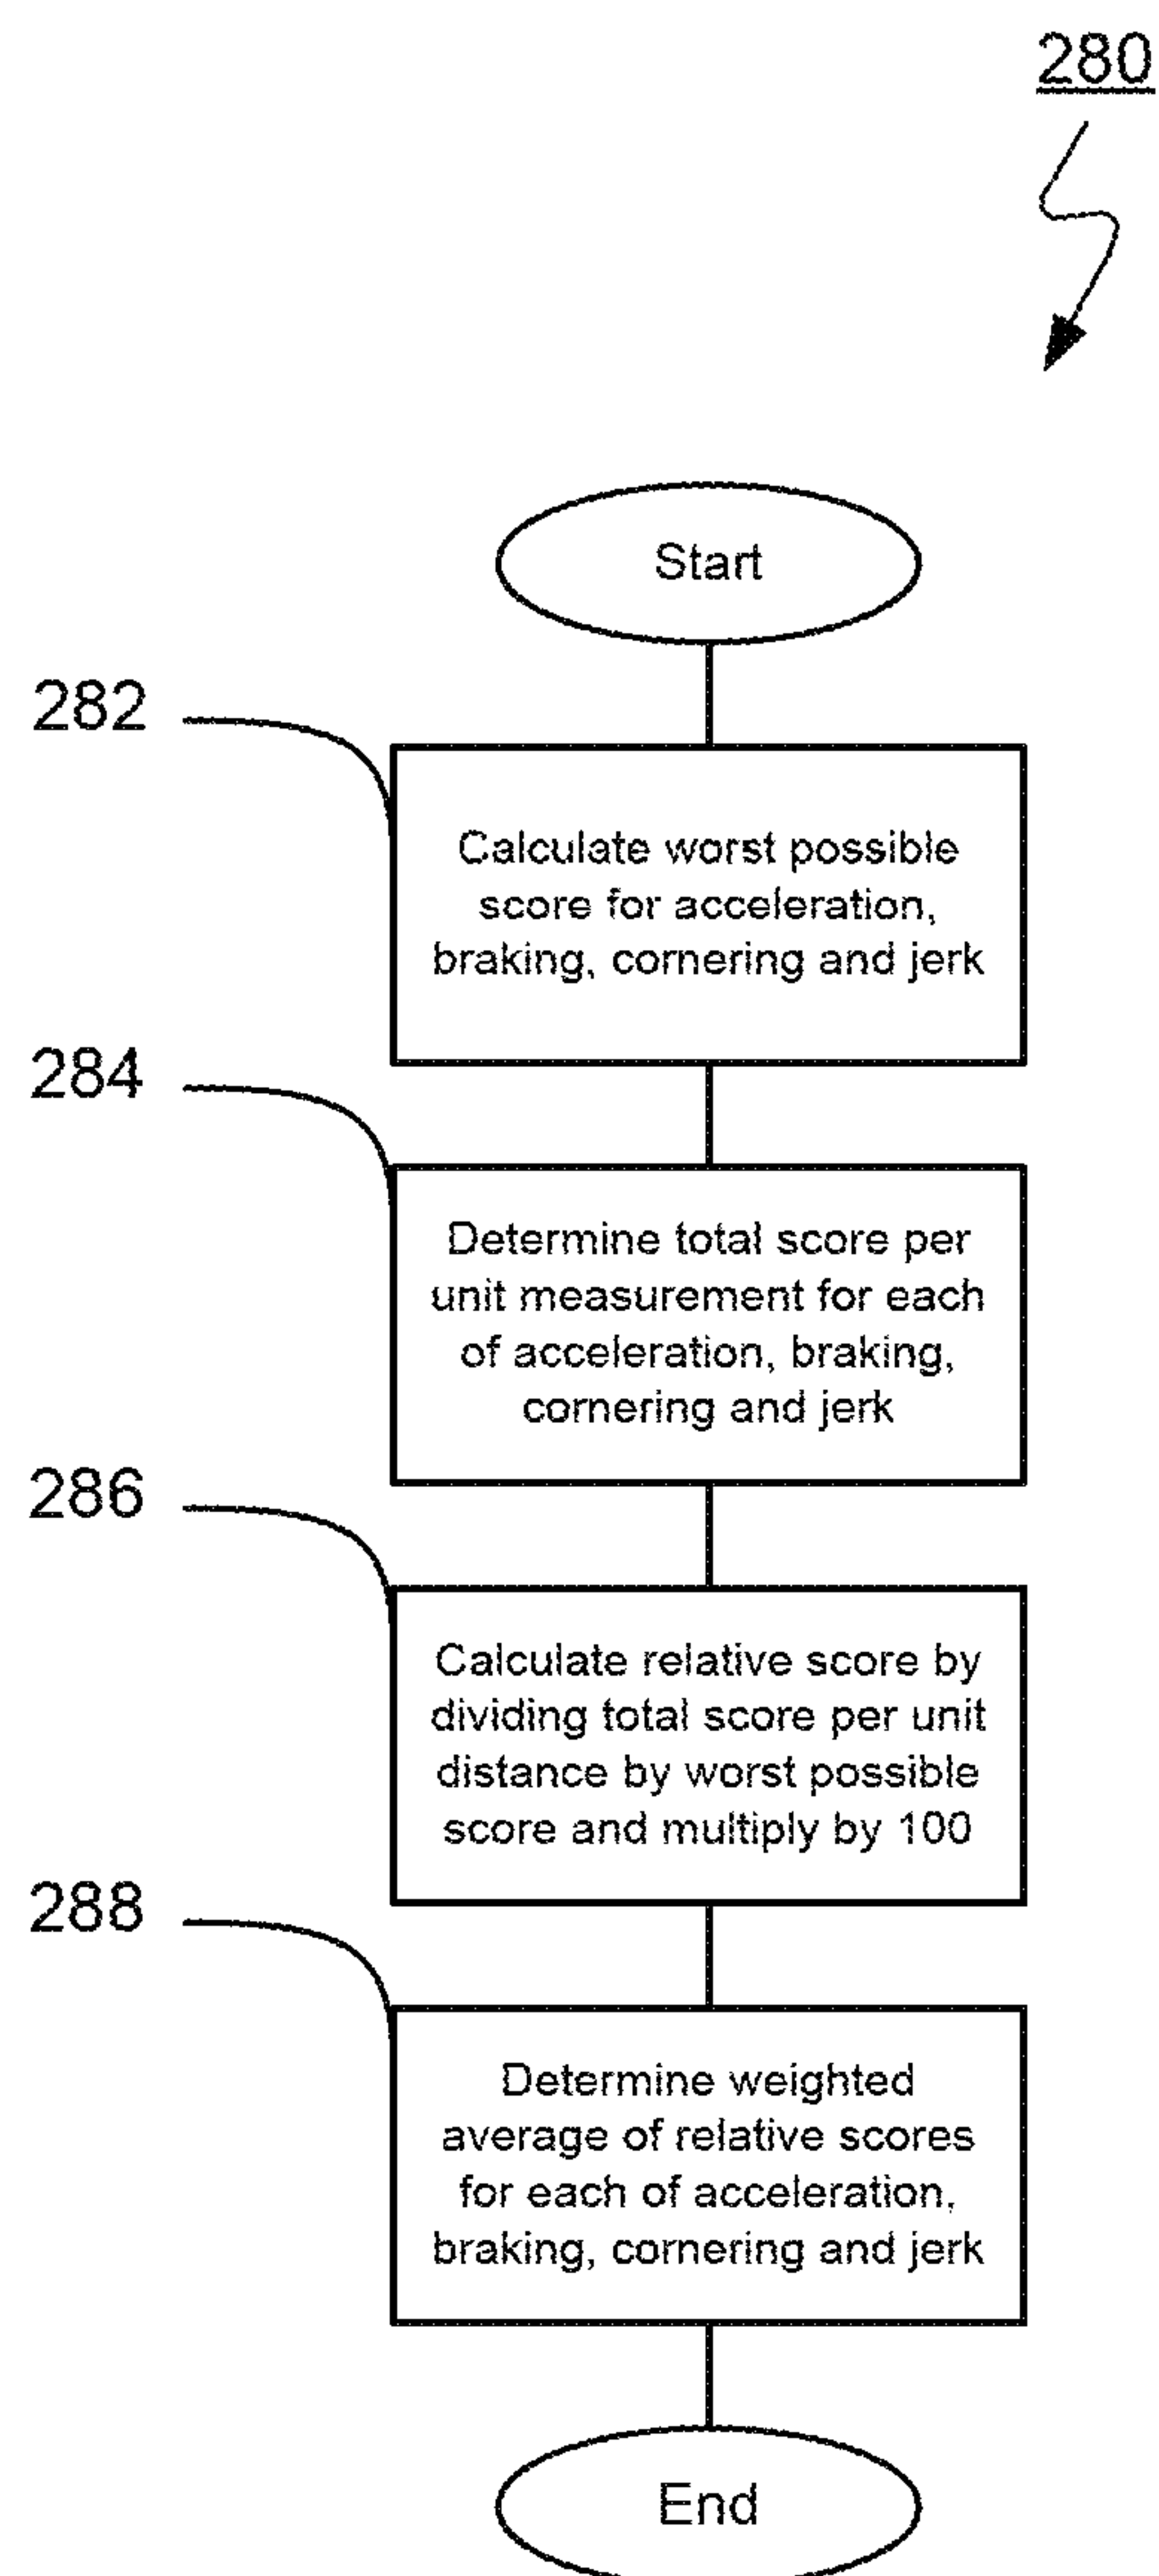 280
Start
282
Calculate worst possible
score for acceleration,
braking, cornering and jerk
284
Determine total score per
unit measurement for each
of acceleration, braking,
cornering and jerk
286
Calculate relative score by
dividing total score per unit
distance by worst possible
score and multiply by 100
288
Determine weighted
average of relative scores
for each of acceleration,
braking, cornering and jerk
End